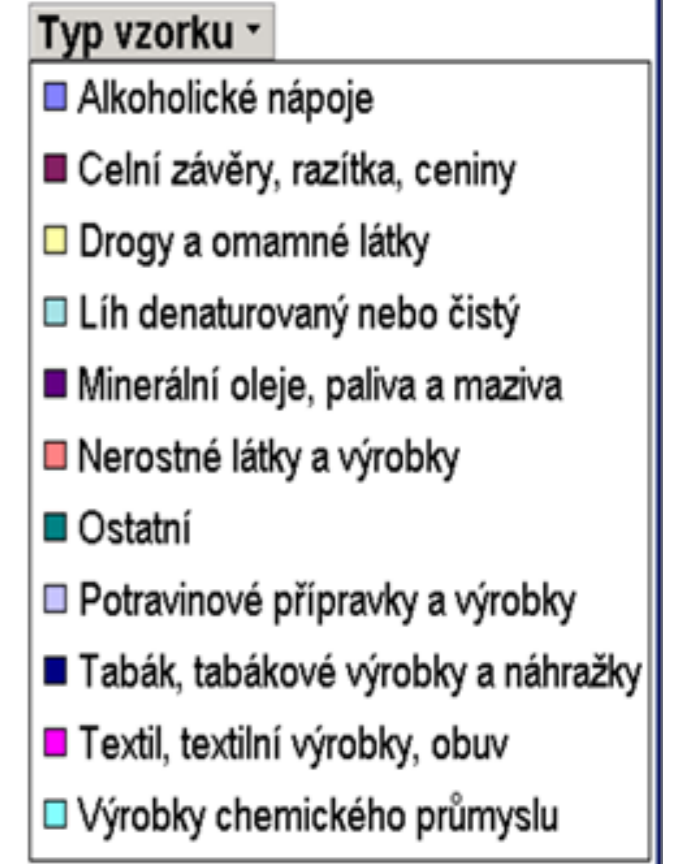 Typ vzorku
Alkoholické nápoje
Celní závěry, razítka, ceniny
Drogy a omamné látky
Líh denaturovaný nebo čistý
Minerální oleje, paliva a maziva
Nerostné látky a výrobky
Ostatní
Potravinové přípravky a výrobky
Tabák, tabákové výrobky a náhražky
Textil, textilní výrobky, obuv
Výrobky chemického průmyslu